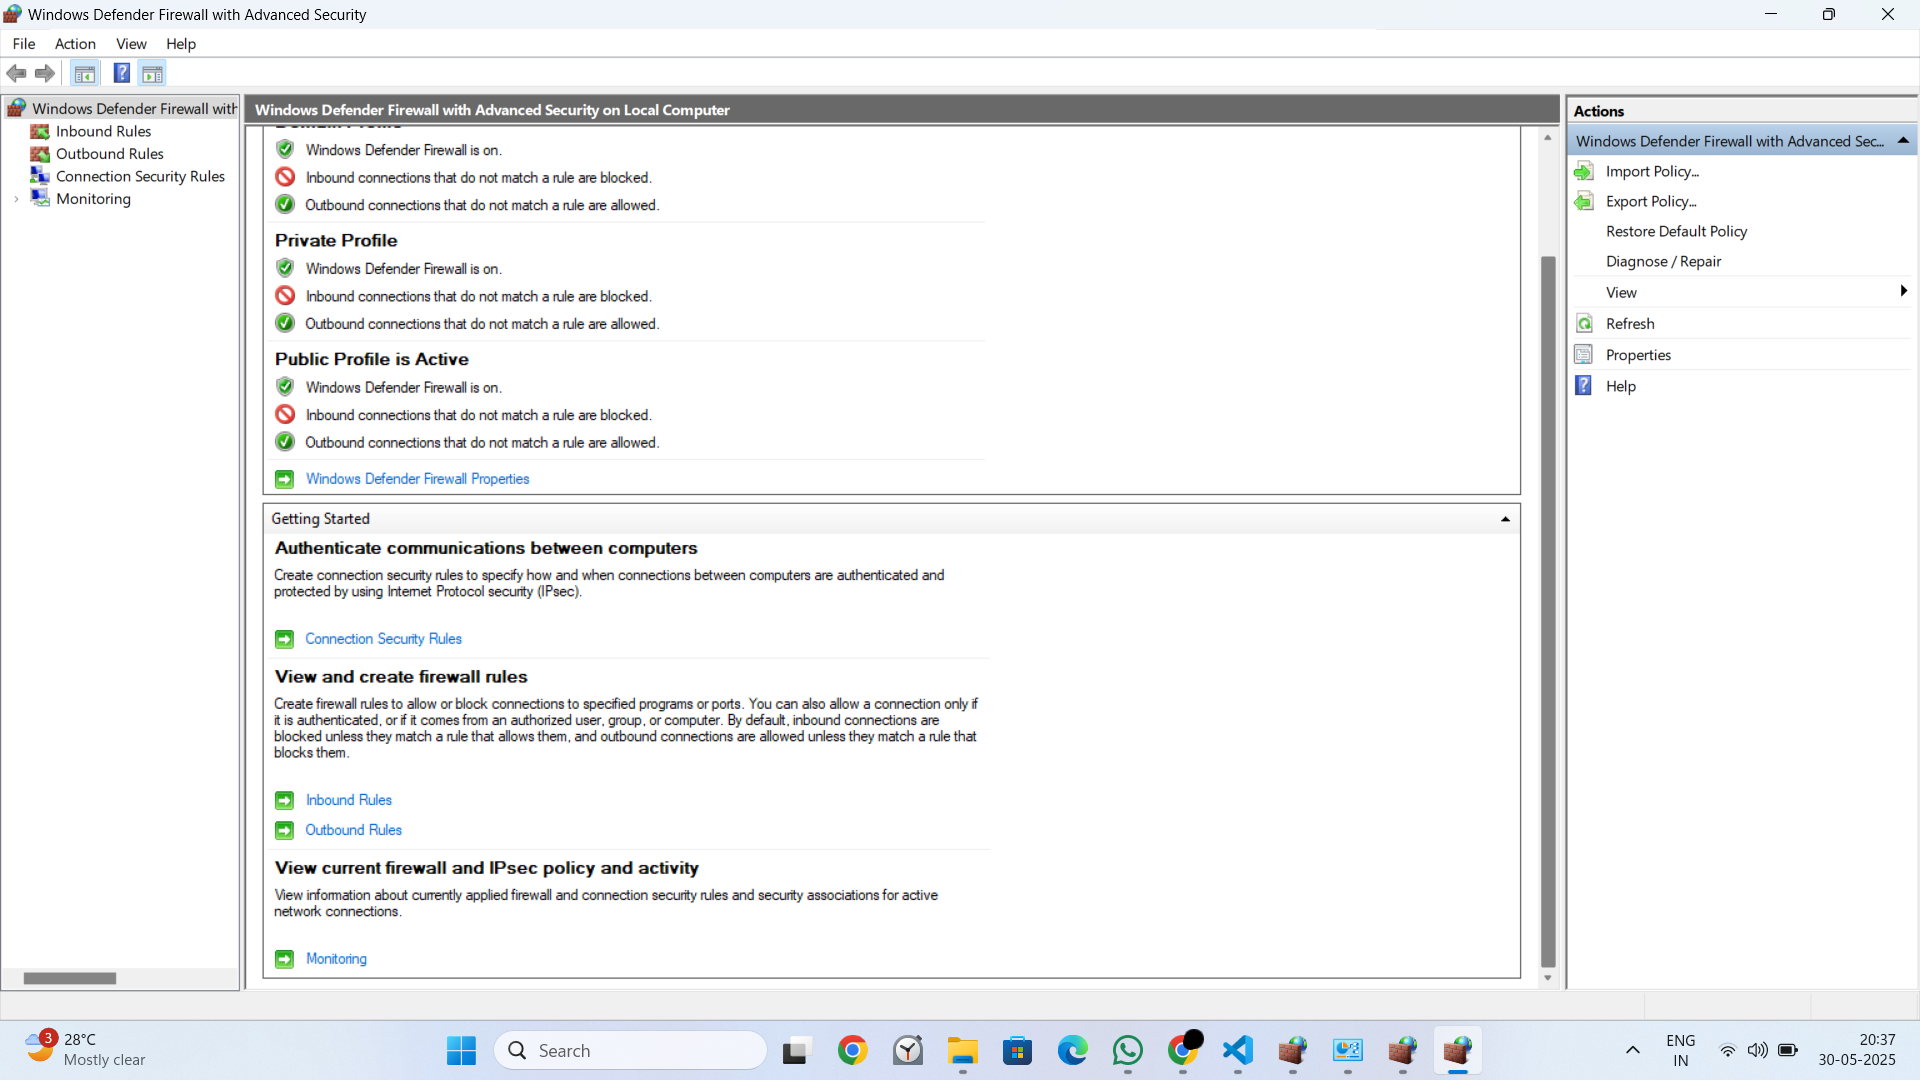 Windows Defender Firewall with Advanced Security
File Action View Help
Windows Defender Firewall with
Inbound Rules
Outbound Rules
Connection Security Rules
Monitoring
Windows Defender Firewall with Advanced Security on Local Computer
Domain Profile
Windows Defender Firewall is on.
Inbound connections that do not match a rule are blocked.
Outbound connections that do not match a rule are allowed.
Private Profile
Windows Defender Firewall is on.
Inbound connections that do not match a rule are blocked.
Outbound connections that do not match a rule are allowed.
Public Profile is Active
Windows Defender Firewall is on.
Inbound connections that do not match a rule are blocked.
Outbound connections that do not match a rule are allowed.
Windows Defender Firewall Properties
Getting Started
Authenticate communications between computers
Create connection security rules to specify how and when connections between computers are authenticated and
protected by using Internet Protocol security (IPsec).
Connection Security Rules
View and create firewall rules
Create firewall rules to allow or block connections to specified programs or ports. You can also allow a connection only if
it is authenticated, or if it comes from an authorized user, group, or computer. By default, inbound connections are
blocked unless they match a rule that allows them, and outbound connections are allowed unless they match a rule that
blocks them.
Inbound Rules
Outbound Rules
View current firewall and IPsec policy and activity
View information about currently applied firewall and connection security rules and security associations for active
network connections.
Monitoring
Actions
Windows Defender Firewall with Advanced Sec...
Import Policy...
Export Policy...
Restore Default Policy
Diagnose / Repair
View
Refresh
Properties
Help
3
28°C
Mostly clear
Search
ENG
IN
20:37
30-05-2025